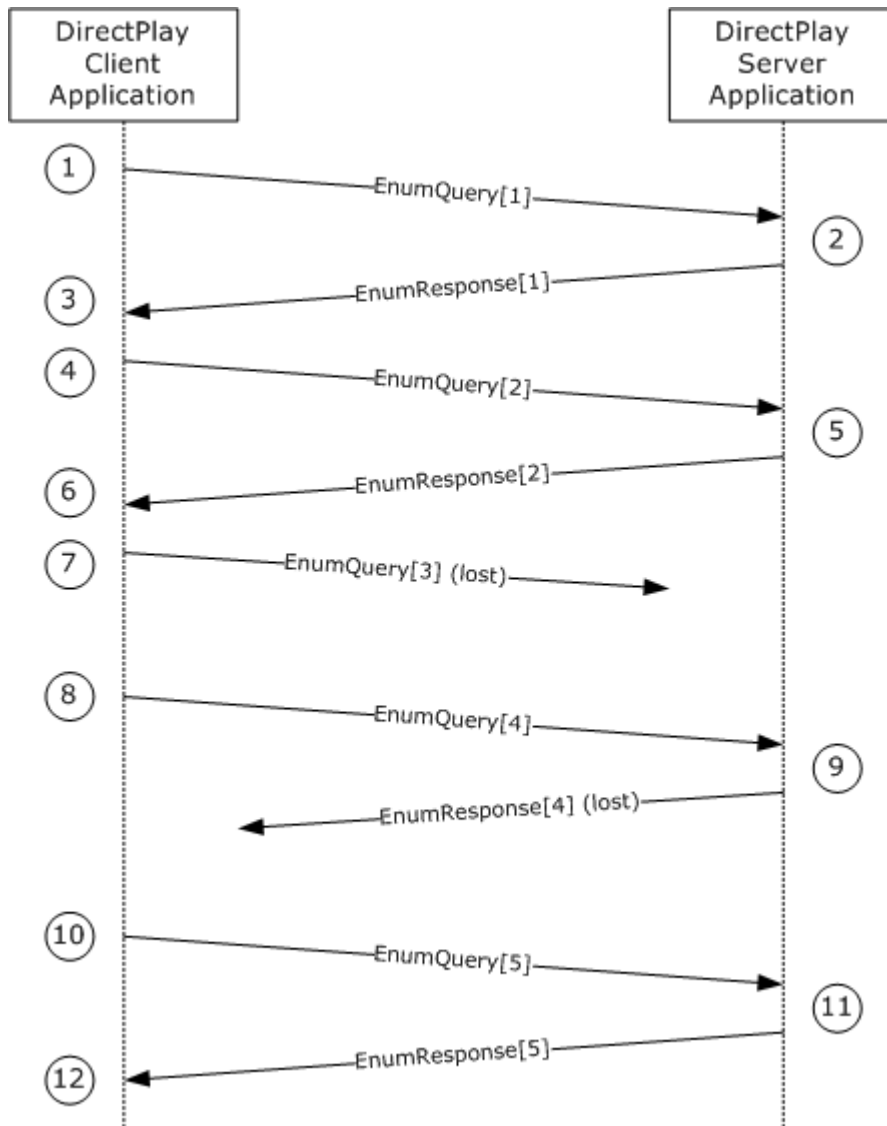 DirectPlay
Client
Application
DirectPlay
Server
Application
1
EnumQuery[1]
2
EnumResponse[1]
3
4
EnumQuery[2]
5
EnumResponse[2]
6
7
EnumQuery[3] (lost)
8
EnumQuery[4]
9
EnumResponse[4] (lost)
10
EnumQuery[5]
11
EnumResponse[5]
12